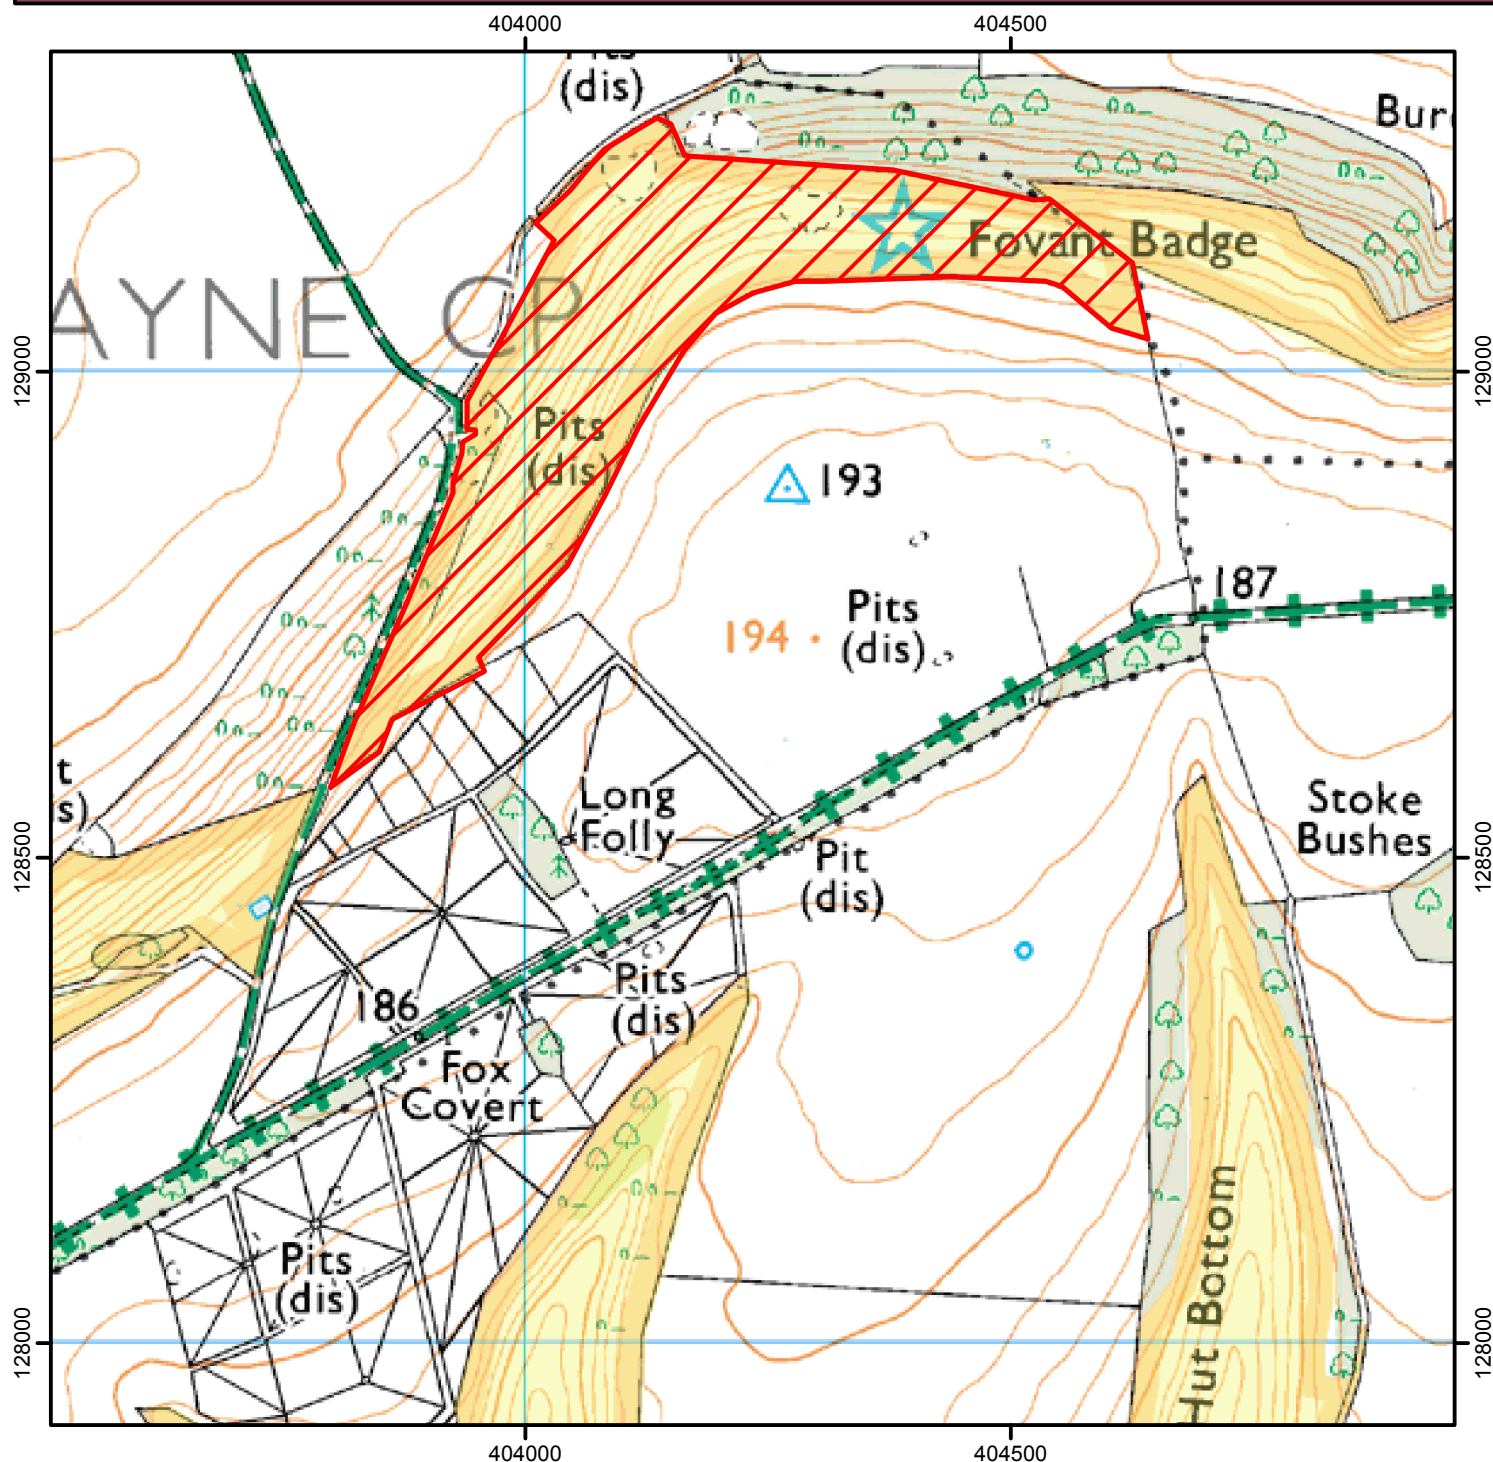 404000
404500
(dis)
Fovant Badge
AYNE CP
129000
129000
Pits
(dis)
193
187
Pits
(dis)
194
Long
Folly
Stoke
Bushes
128500
128500
Pit
(dis)
Pits
(dis)
186
Fox
Covert
Pits
(dis)
Hut Bottom
128000
128000
404000
404500